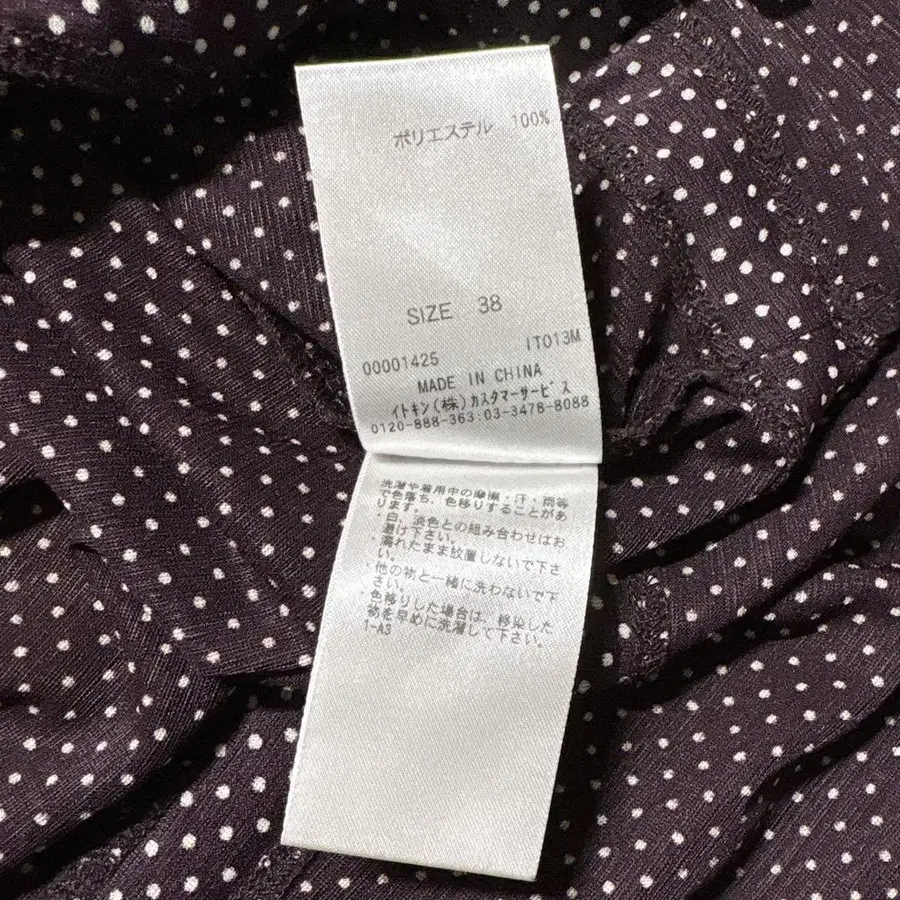 ポリエステル 100%
SIZE 38
00001425 IT013M
MADE IN CHINA
イトキン(株)カスタマーサービス
0120-888-363:03-3478-8088
洗濯や着用中の摩擦・汗・雨等
で色落ち、色移りすることがあ
ります。
・白、淡色との組み合わせはお
避け下さい。
・濡れたまま放置しないで下さ
い。
・他の物と一緒に洗わないで下
さい。
・色移りした場合は、移染した
物を早めに洗濯して下さい。
1-A3